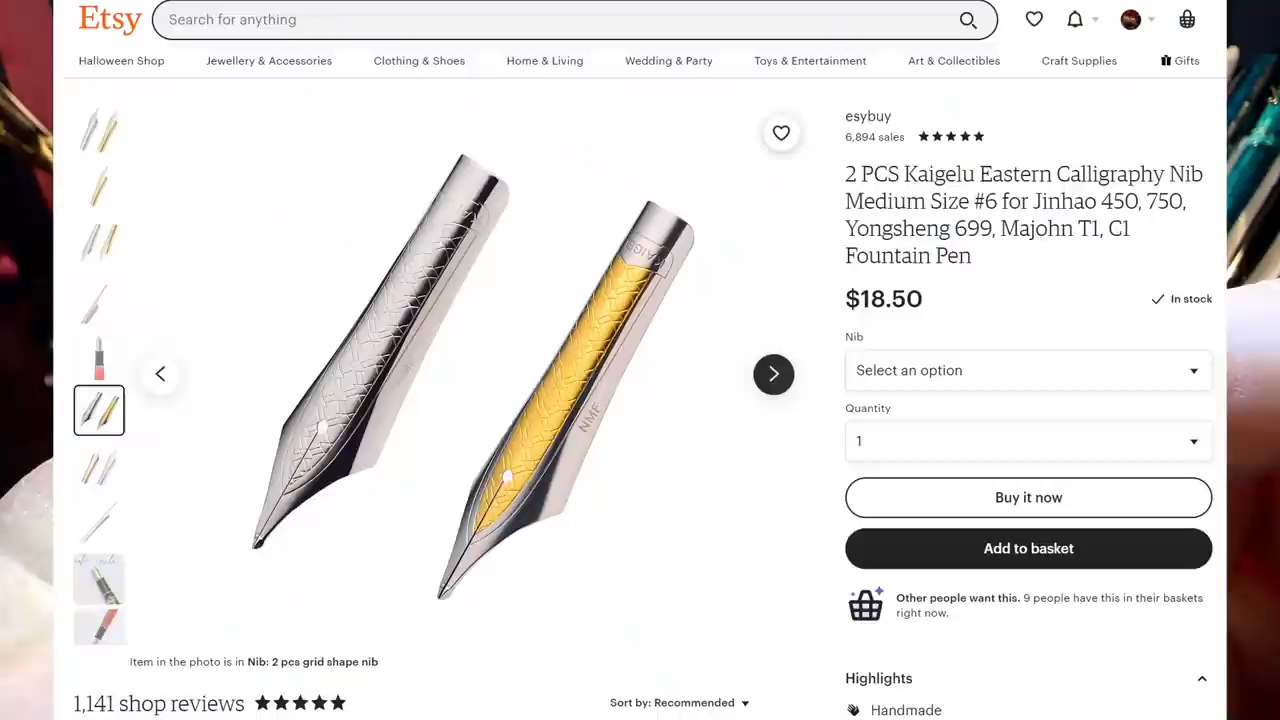 Etsy
Search for anything
Halloween Shop
Jewellery & Accessories
Clothing & Shoes
Home & Living
Wedding & Party
Toys & Entertainment
Art & Collectibles
Craft Supplies
Gifts
esybuy
6,894 sales
2 PCS Kaigelu Eastern Calligraphy Nib
Medium Size #6 for Jinhao 450, 750,
Yongsheng 699, Majohn T1, C1
Fountain Pen
$18.50
In stock
Nib
Select an option
Quantity
1
Buy it now
Add to basket
Other people want this. 9 people have this in their baskets
right now.
NMF
Item in the photo is in Nib: 2 pcs grid shape nib
1,141 shop reviews
Sort by: Recommended
Highlights
Handmade